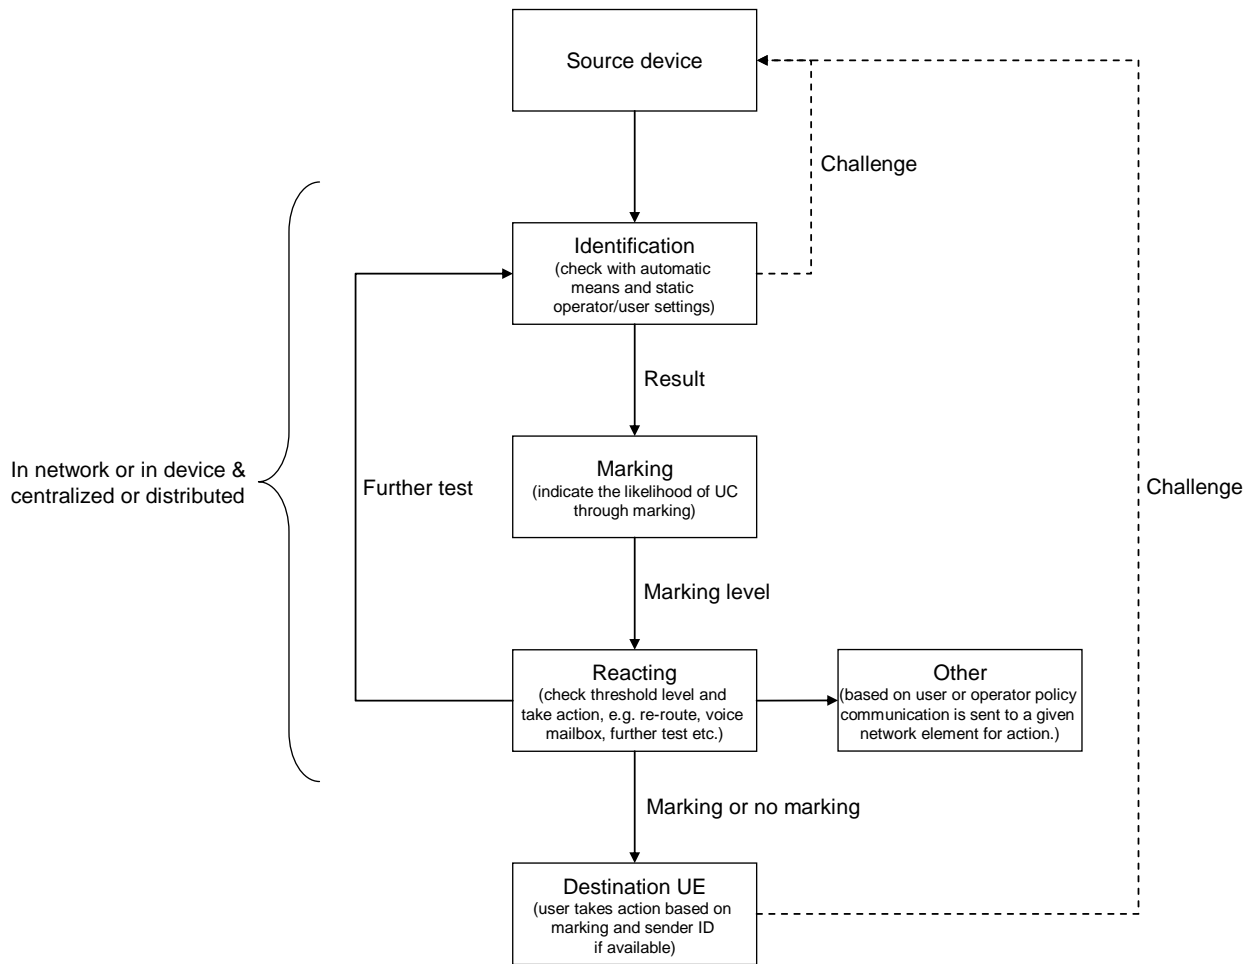 Source device
Challenge
Identification
(check with automatic
means and static
operator/user settings)
Result
In network or in device &
centralized or distributed
Further test
Marking
(indicate the likelihood of UC
through marking)
Challenge
Marking level
Reacting
(check threshold level and
take action, e.g. re-route, voice
mailbox, further test etc.)
Other
(based on user or operator policy
communication is sent to a given
network element for action.)
Marking or no marking
Destination UE
(user takes action based on
marking and sender ID
if available)